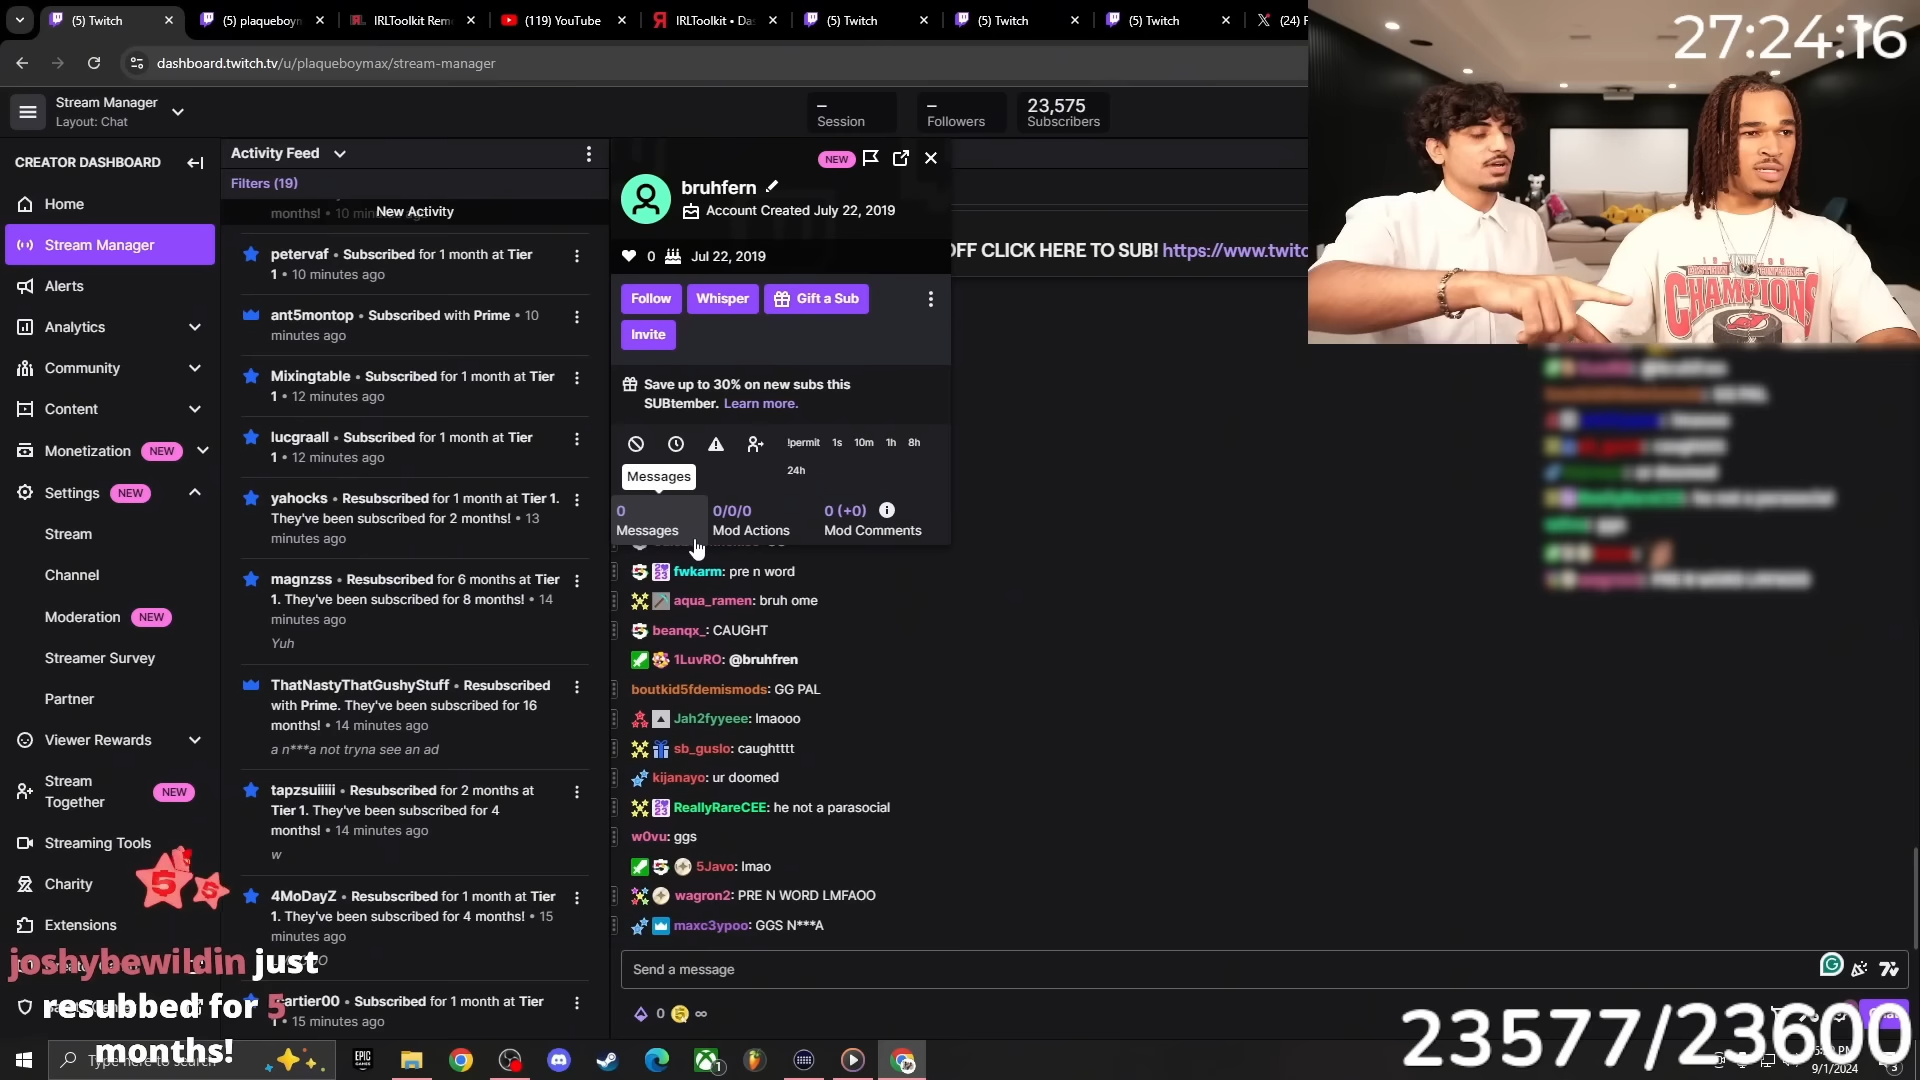 (5) Twitch
(5) plaqueboym
IRLToolkit Rem
(119) YouTube
IRLToolkit • Da
(5) Twitch
(5) Twitch
(5) Twitch
(24) F
27:24:16
dashboard.twitch.tv/u/plaqueboymax/stream-manager
Stream Manager
Layout: Chat
– Session
– Followers
23,575 Subscribers
CREATOR DASHBOARD
Home
Stream Manager
Alerts
Analytics
Community
Content
Monetization NEW
Settings NEW
Stream
Channel
Moderation NEW
Streamer Survey
Partner
Viewer Rewards
Stream Together NEW
Streaming Tools
Charity
Extensions
Activity Feed
Filters (19)
New Activity
months! • 10
petervaf • Subscribed for 1 month at Tier
1 • 10 minutes ago
ant5montop • Subscribed with Prime • 10
minutes ago
Mixingtable • Subscribed for 1 month at Tier
1 • 12 minutes ago
lucgraall • Subscribed for 1 month at Tier
1 • 12 minutes ago
yahocks • Resubscribed for 1 month at Tier 1.
They've been subscribed for 2 months! • 13
minutes ago
magnzss • Resubscribed for 6 months at Tier
1. They've been subscribed for 8 months! • 14
minutes ago
Yuh
ThatNastyThatGushyStuff • Resubscribed
with Prime. They've been subscribed for 16
months! • 14 minutes ago
a n***a not tryna see an ad
tapzsuiiiii • Resubscribed for 2 months at
Tier 1. They've been subscribed for 4
months! • 14 minutes ago
w
4MoDayZ • Resubscribed for 1 month at Tier
1. They've been subscribed for 4 months! • 15
minutes ago
cartier00 • Subscribed for 1 month at Tier
1 • 15 minutes ago
joshybewildin just
resubbed for 5
months!
NEW
bruhfern
Account Created July 22, 2019
0 Jul 22, 2019
Follow
Whisper
Gift a Sub
Invite
Save up to 30% on new subs this
SUBtember. Learn more.
!permit 1s 10m 1h 8h
24h
Messages
0 Messages
0/0/0 Mod Actions
0 (+0) Mod Comments
OFF CLICK HERE TO SUB! https://www.twitc
CHAMPIONS
fwkarm: pre n word
aqua_ramen: bruh ome
beanqx_: CAUGHT
1LuvRO: @bruhfren
boutkid5fdemismods: GG PAL
Jah2fyyeee: lmaooo
sb_guslo: caughtttt
kijanayo: ur doomed
ReallyRareCEE: he not a parasocial
w0vu: ggs
5Javo: lmao
wagron2: PRE N WORD LMFAOO
maxc3ypoo: GGS N***A
Send a message
0 ∞
23577/23600
Type here to search
9/1/2024